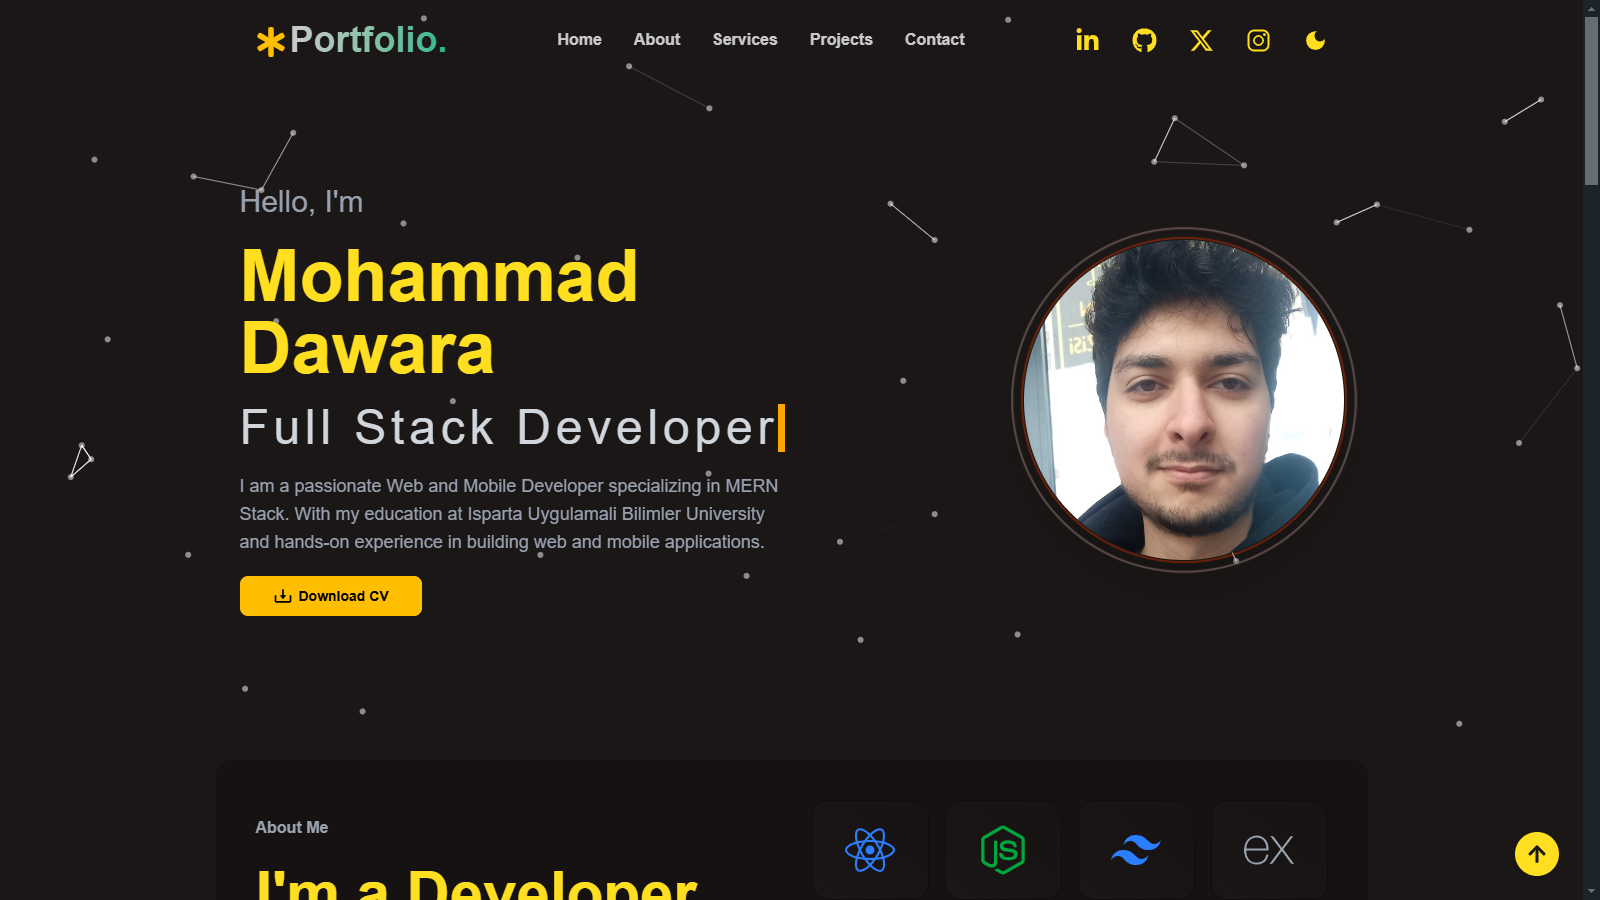 Portfolio.
Home About Services Projects Contact
Hello, I'm
Mohammad
Dawara
Full Stack Developer
I am a passionate Web and Mobile Developer specializing in MERN
Stack. With my education at Isparta Uygulamali Bilimler University
and hands-on experience in building web and mobile applications.
Download CV
About Me
I'm a Developer
JS
ex